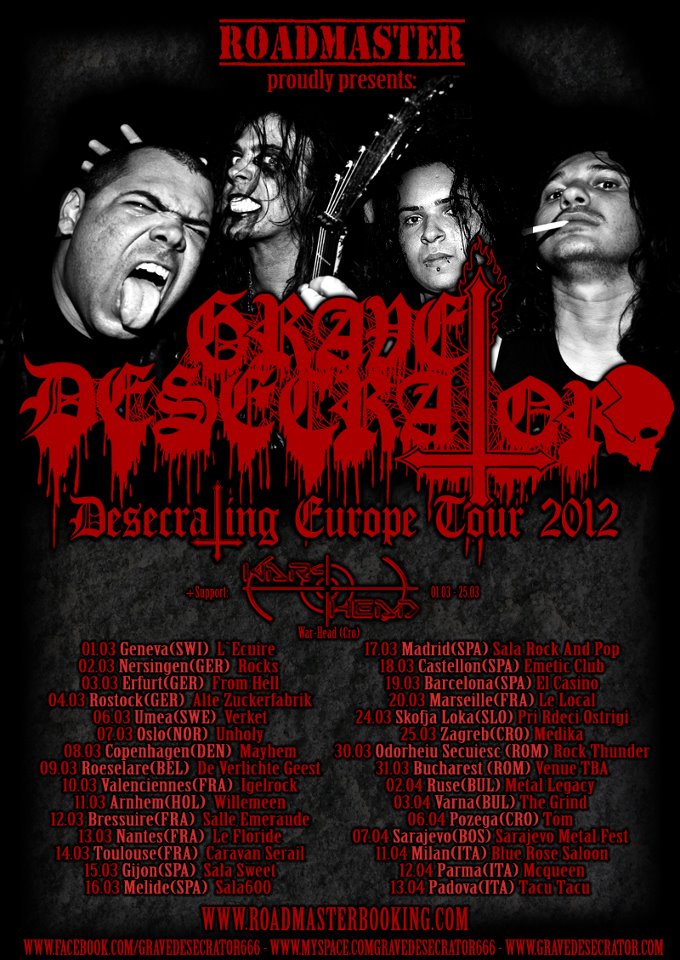 ROADMASTER
proudly presents:
GRAVE
DESECRATOR
Desecrating Europe Tour 2012
+Support: WARHEAD 01.03 - 25.03
War-Head (Cro)
01.03 Geneva(SWI) L' Ecuire
02.03 Nersingen(GER) Rocks
03.03 Erfurt(GER) From Hell
04.03 Rostock(GER) Alte Zuckerfabrik
06.03 Umea(SWE) Verket
07.03 Oslo(NOR) Unholy
08.03 Copenhagen(DEN) Mayhem
09.03 Roeselare(BEL) De Verlichte Geest
10.03 Valenciennes(FRA) Igelrock
11.03 Arnhem(HOL) Willemeen
12.03 Bressuire(FRA) Salle Emeraude
13.03 Nantes(FRA) Le Floride
14.03 Toulouse(FRA) Caravan Serail
15.03 Gijon(SPA) Sala Sweet
16.03 Melide(SPA) Sala600
17.03 Madrid(SPA) Sala Rock And Pop
18.03 Castellon(SPA) Emetic Club
19.03 Barcelona(SPA) El Casino
20.03 Marseille(FRA) Le Local
24.03 Skofja Loka(SLO) Pri Rdeci Ostrigi
25.03 Zagreb(CRO) Medika
30.03 Odorheiu Secuiesc (ROM) Rock Thunder
31.03 Bucharest (ROM) Venue TBA
02.04 Ruse(BUL) Metal Legacy
03.04 Varna(BUL) The Grind
06.04 Pozega(CRO) Tom
07.04 Sarajevo(BOS) Sarajevo Metal Fest
11.04 Milan(ITA) Blue Rose Saloon
12.04 Parma(ITA) Mcqueen
13.04 Padova(ITA) Tacu Tacu
WWW.ROADMASTERBOOKING.COM
WWW.FACEBOOK.COM/GRAVEDESECRATOR666 - WWW.MYSPACE.COMGRAVEDESECRATOR666 - WWW.GRAVEDESECRATOR.COM